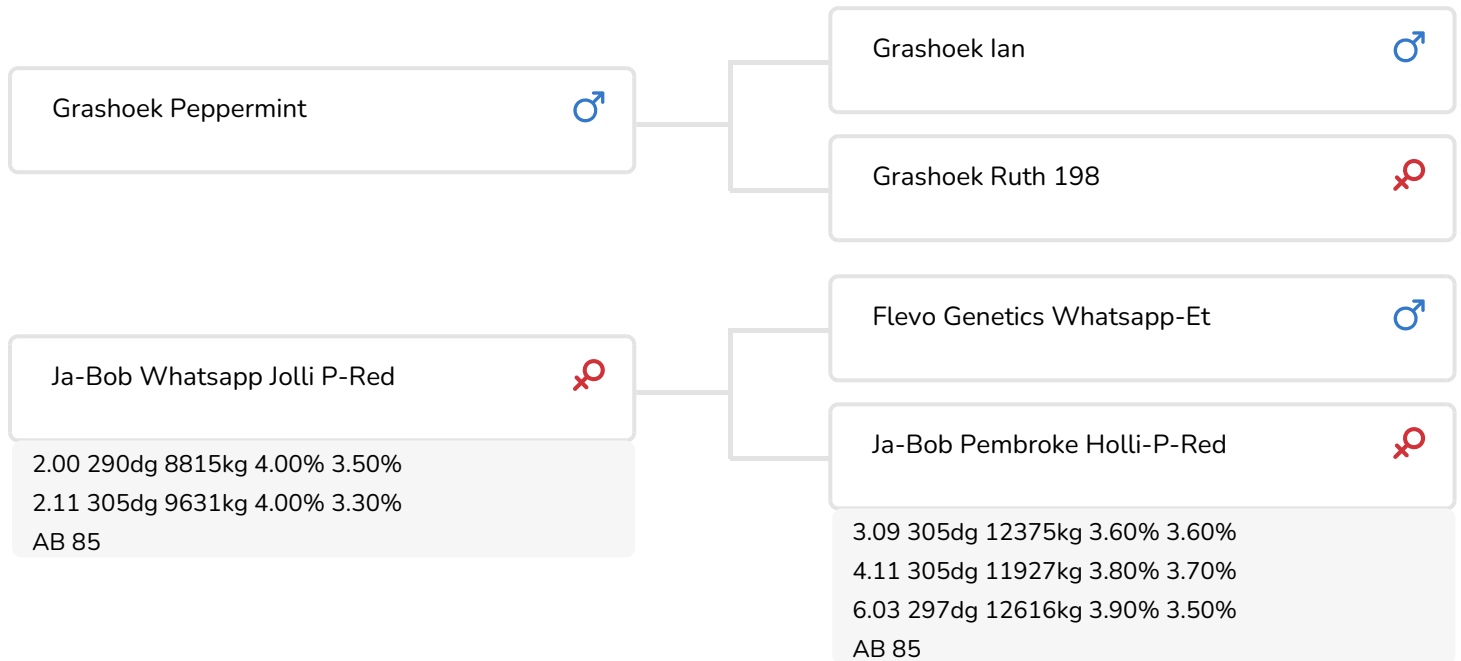 Grashoek Ian
Grashoek Peppermint
Grashoek Ruth 198
Flevo Genetics Whatsapp-Et
Ja-Bob Whatsapp Jolli P-Red
2.00 290dg 8815kg 4.00% 3.50%
2.11 305dg 9631kg 4.00% 3.30%
AB 85
Ja-Bob Pembroke Holli-P-Red
3.09 305dg 12375kg 3.60% 3.60%
4.11 305dg 11927kg 3.80% 3.70%
6.03 297dg 12616kg 3.90% 3.50%
AB 85